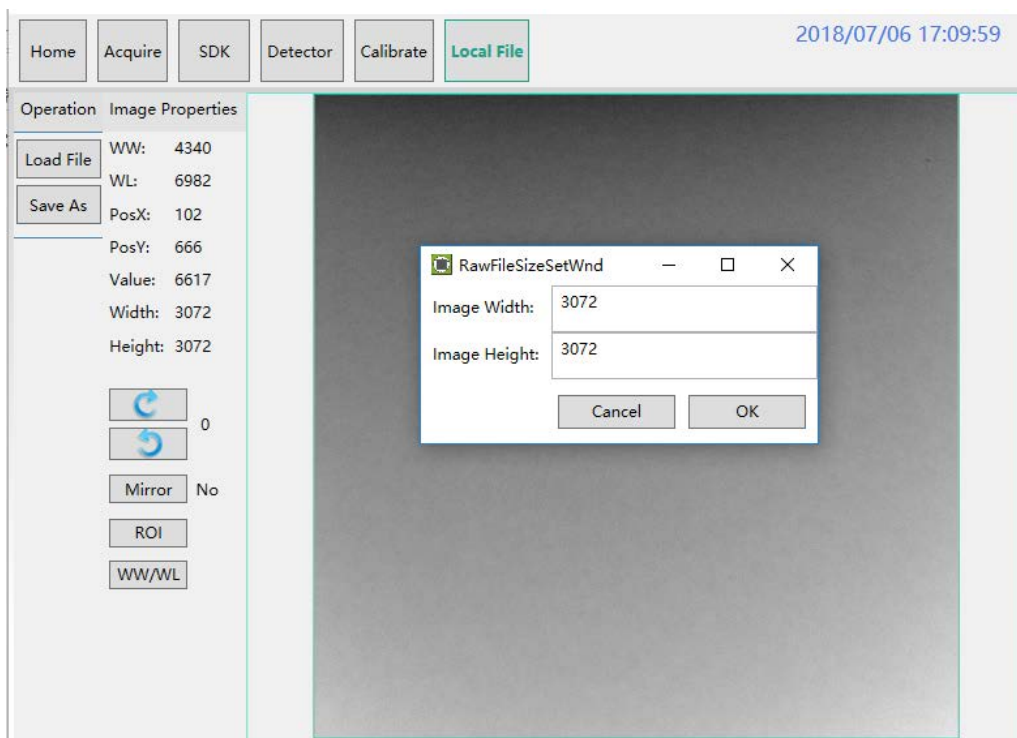 Home Acquire SDK Detector Calibrate Local File
2018/07/06 17:09:59
Operation Image Properties
Load File
Save As
WW: 4340
WL: 6982
PosX: 102
PosY: 666
Value: 6617
Width: 3072
Height: 3072
0
Mirror No
ROI
WW/WL
RawFileSizeSetWnd
Image Width: 3072
Image Height: 3072
Cancel OK